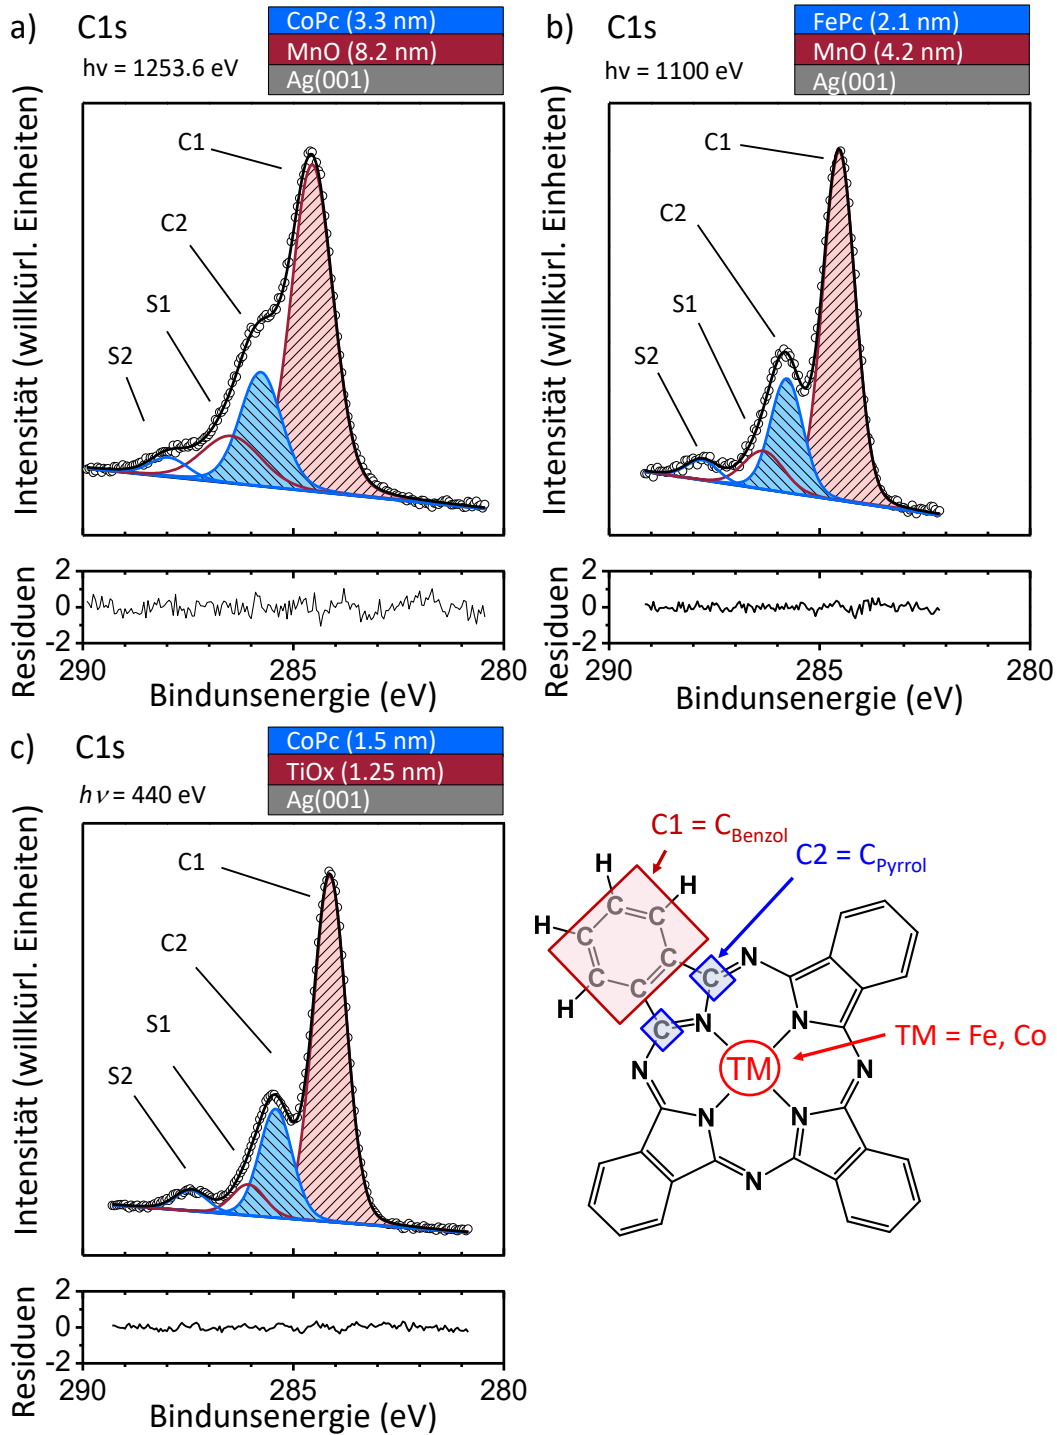 a) C1s
hν = 1253.6 eV
CoPc (3.3 nm)
MnO (8.2 nm)
Ag(001)
Intensität (willkürl. Einheiten)
C1
C2
S1
S2
Residuen
2
0
-2
290 285 280
Bindunsenergie (eV)
b) C1s
hν = 1100 eV
FePc (2.1 nm)
MnO (4.2 nm)
Ag(001)
Intensität (willkürl. Einheiten)
C1
C2
S1
S2
Residuen
2
0
-2
290 285 280
Bindunsenergie (eV)
c) C1s
hν = 440 eV
CoPc (1.5 nm)
TiOx (1.25 nm)
Ag(001)
Intensität (willkürl. Einheiten)
C1
C2
S1
S2
Residuen
2
0
-2
290 285 280
Bindunsenergie (eV)
C1 = C_Benzol
C2 = C_Pyrrol
H
H
C
C
H
C
C
C
N
H
C
C
N
N
TM
TM = Fe, Co
N
N
N
N
N